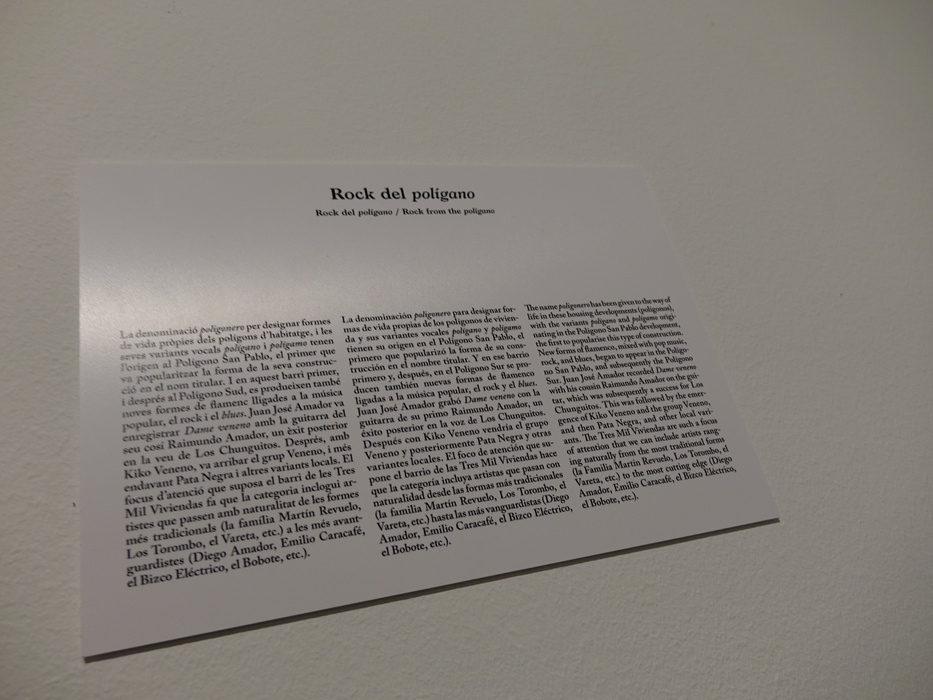 Rock del polígano
Rock del polígano / Rock from the polígano
La denominació poligonero per designar formes
de vida pròpies dels polígons d'habitatge, i les
seves variants vocals polígano i polígamo tenen
l'origen al Polígono San Pablo, el primer que
va popularitzar la forma de la seva construc-
ció en el nom titular. I en aquest barri primer,
i després al Polígono Sud, es produeixen també
noves formes de flamenc lligades a la música
popular, el rock i el blues. Juan José Amador va
enregistrar Dame veneno amb la guitarra del
seu cosí Raimundo Amador, un èxit posterior
en la veu de Los Chunguitos. Després, amb
Kiko Veneno, va arribar el grup Veneno, i més
endavant Pata Negra i altres variants locals. El
focus d'atenció que suposa el barri de les Tres
Mil Viviendas fa que la categoria inclogui ar-
tistes que passen amb naturalitat de les formes
més tradicionals (la família Martín Revuelo,
Los Torombo, el Vareta, etc.) a les més avant-
guardistes (Diego Amador, Emilio Caracafé,
el Bizco Eléctrico, el Bobote, etc.).
La denominación poligonero para designar for-
mas de vida propias de los polígonos de vivien-
da y sus variantes vocales polígano y polígamo
tienen su origen en el Polígono San Pablo, el
primero que popularizó la forma de su cons-
trucción en el nombre titular. Y en ese barrio
primero y, después, en el Polígono Sur se pro-
ducen también nuevas formas de flamenco
ligadas a la música popular, el rock y el blues.
Juan José Amador grabó Dame veneno con la
guitarra de su primo Raimundo Amador, un
éxito posterior en la voz de Los Chunguitos.
Después con Kiko Veneno vendría el grupo
Veneno y posteriormente Pata Negra y otras
variantes locales. El foco de atención que su-
pone el barrio de las Tres Mil Viviendas hace
que la categoría incluya artistas que pasan con
naturalidad desde las formas más tradicionales
(la familia Martín Revuelo, Los Torombo, el
Vareta, etc.) hasta las más vanguardistas (Diego
Amador, Emilio Caracafé, el Bizco Eléctrico,
el Bobote, etc.).
The name poligonero has been given to the way of
life in these housing developments (polígonos),
with the variants polígano and polígamo origi-
nating in the Polígono San Pablo development,
the first to popularise this type of construction.
New forms of flamenco, mixed with pop music,
rock, and blues, began to appear in the Polígo-
no San Pablo, and subsequently the Polígono
Sur. Juan José Amador recorded Dame veneno
with his cousin Raimundo Amador on the gui-
tar, which was subsequently a success for Los
Chunguitos. This was followed by the emer-
gence of Kiko Veneno and the group Veneno,
and then Pata Negra, and other local vari-
ants. The Tres Mil Viviendas are such a focus
of attention that we can include artists rang-
ing naturally from the most traditional forms
(la Familia Martín Revuelo, Los Torombo, el
Vareta, etc.) to the most cutting edge (Diego
Amador, Emilio Caracafé, el Bizco Eléctrico,
el Bobote, etc.).